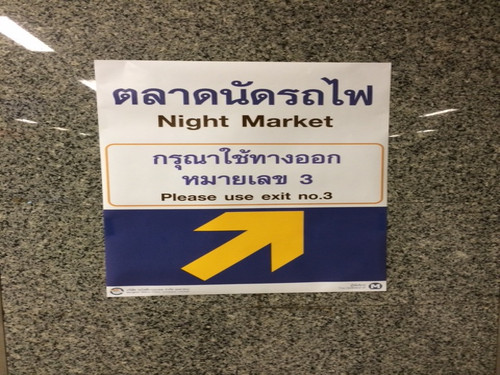 ตลาดนัดรถไฟ
Night Market
กรุณาใช้ทางออก
หมายเลข 3
Please use exit no.3